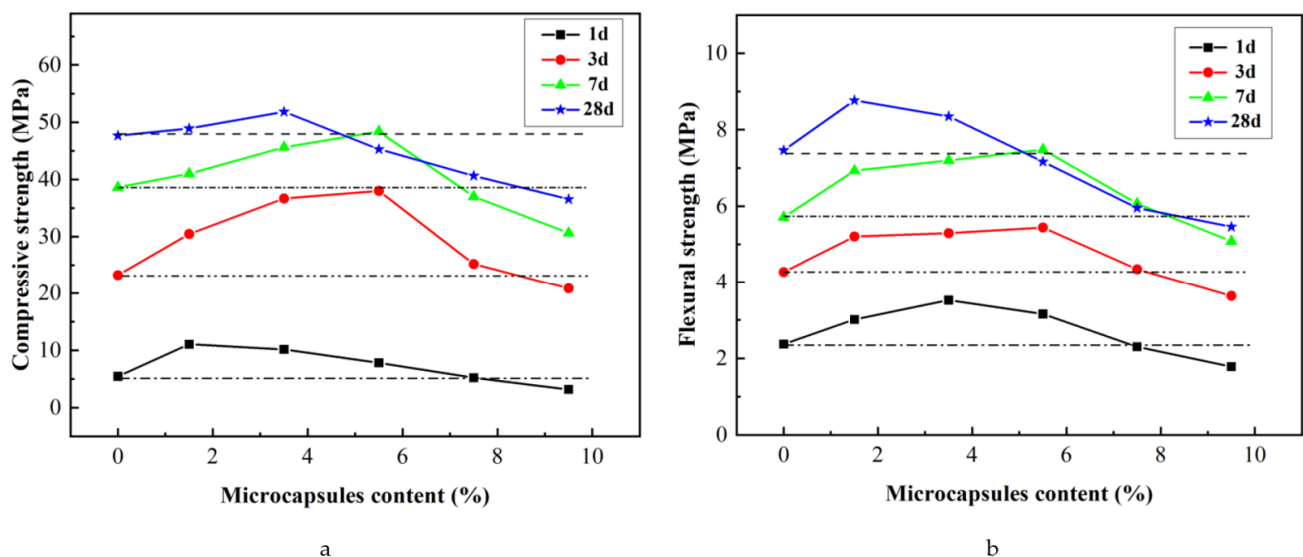 Compressive strength (MPa)
60
50
40
30
20
10
0
0 2 4 6 8 10
Microcapsules content (%)
1d
3d
7d
28d
a
Flexural strength (MPa)
10
8
6
4
2
0
0 2 4 6 8 10
Microcapsules content (%)
1d
3d
7d
28d
b